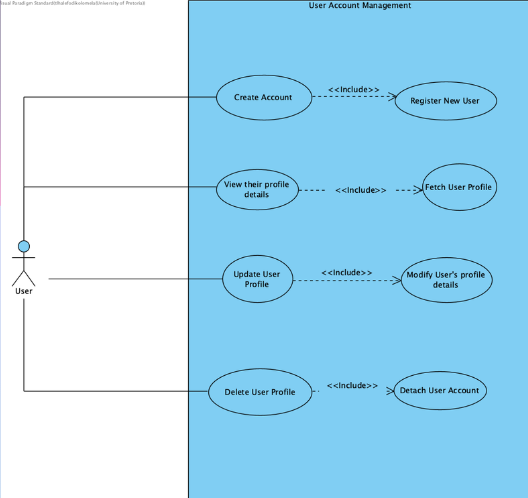 User Account Management
Create Account
<<Include>>
Register New User
View their profile
details
<<Include>>
Fetch User Profile
User
Update User
Profile
<<Include>>
Modify User's profile
details
Delete User Profile
<<Include>>
Detach User Account